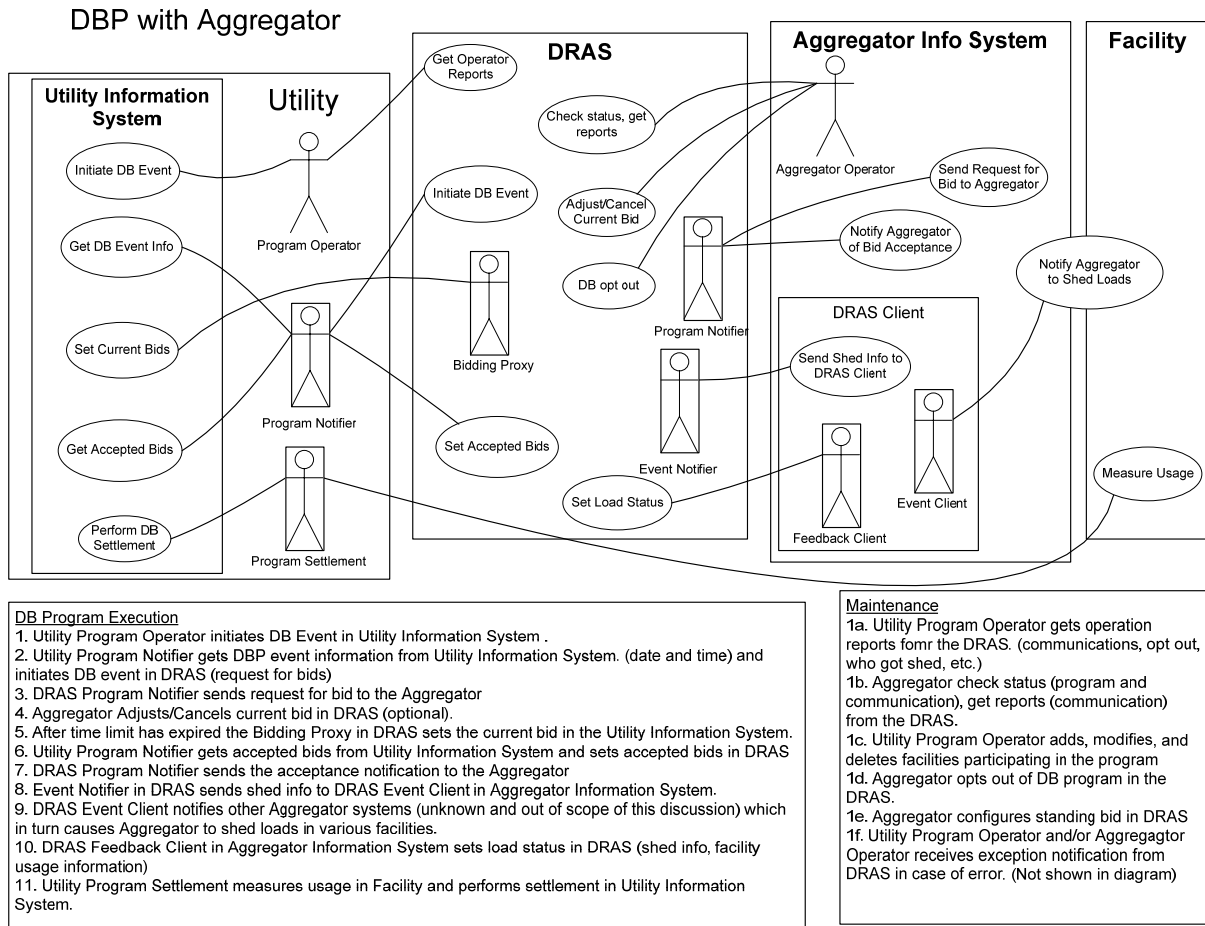 DBP with Aggregator
Utility Information
System
Utility
Initiate DB Event
Get DB Event Info
Set Current Bids
Get Accepted Bids
Perform DB
Settlement
Program Operator
Program Notifier
Program Settlement
DRAS
Get Operator
Reports
Check status, get
reports
Initiate DB Event
Adjust/Cancel
Current Bid
DB opt out
Bidding Proxy
Program Notifier
Set Accepted Bids
Event Notifier
Set Load Status
Aggregator Info System
Aggregator Operator
Send Request for
Bid to Aggregator
Notify Aggregator
of Bid Acceptance
DRAS Client
Send Shed Info to
DRAS Client
Event Client
Feedback Client
Facility
Notify Aggregator
to Shed Loads
Measure Usage
DB Program Execution
1. Utility Program Operator initiates DB Event in Utility Information System .
2. Utility Program Notifier gets DBP event information from Utility Information System. (date and time) and
initiates DB event in DRAS (request for bids)
3. DRAS Program Notifier sends request for bid to the Aggregator
4. Aggregator Adjusts/Cancels current bid in DRAS (optional).
5. After time limit has expired the Bidding Proxy in DRAS sets the current bid in the Utility Information System.
6. Utility Program Notifier gets accepted bids from Utility Information System and sets accepted bids in DRAS
7. DRAS Program Notifier sends the acceptance notification to the Aggregator
8. Event Notifier in DRAS sends shed info to DRAS Event Client in Aggregator Information System.
9. DRAS Event Client notifies other Aggregator systems (unknown and out of scope of this discussion) which
in turn causes Aggregator to shed loads in various facilities.
10. DRAS Feedback Client in Aggregator Information System sets load status in DRAS (shed info, facility
usage information)
11. Utility Program Settlement measures usage in Facility and performs settlement in Utility Information
System.
Maintenance
1a. Utility Program Operator gets operation
reports fomr the DRAS. (communications, opt out,
who got shed, etc.)
1b. Aggregator check status (program and
communication), get reports (communication)
from the DRAS.
1c. Utility Program Operator adds, modifies, and
deletes facilities participating in the program
1d. Aggregator opts out of DB program in the
DRAS.
1e. Aggregator configures standing bid in DRAS
1f. Utility Program Operator and/or Aggregagtor
Operator receives exception notification from
DRAS in case of error. (Not shown in diagram)